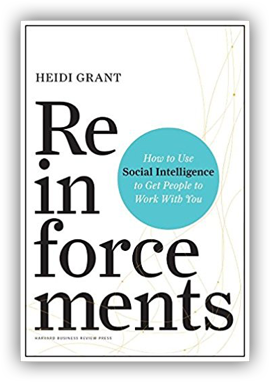 HEIDI GRANT
Re
in
force
ments
How to Use
Social Intelligence
to Get People to
Work With You
HARVARD BUSINESS REVIEW PRESS